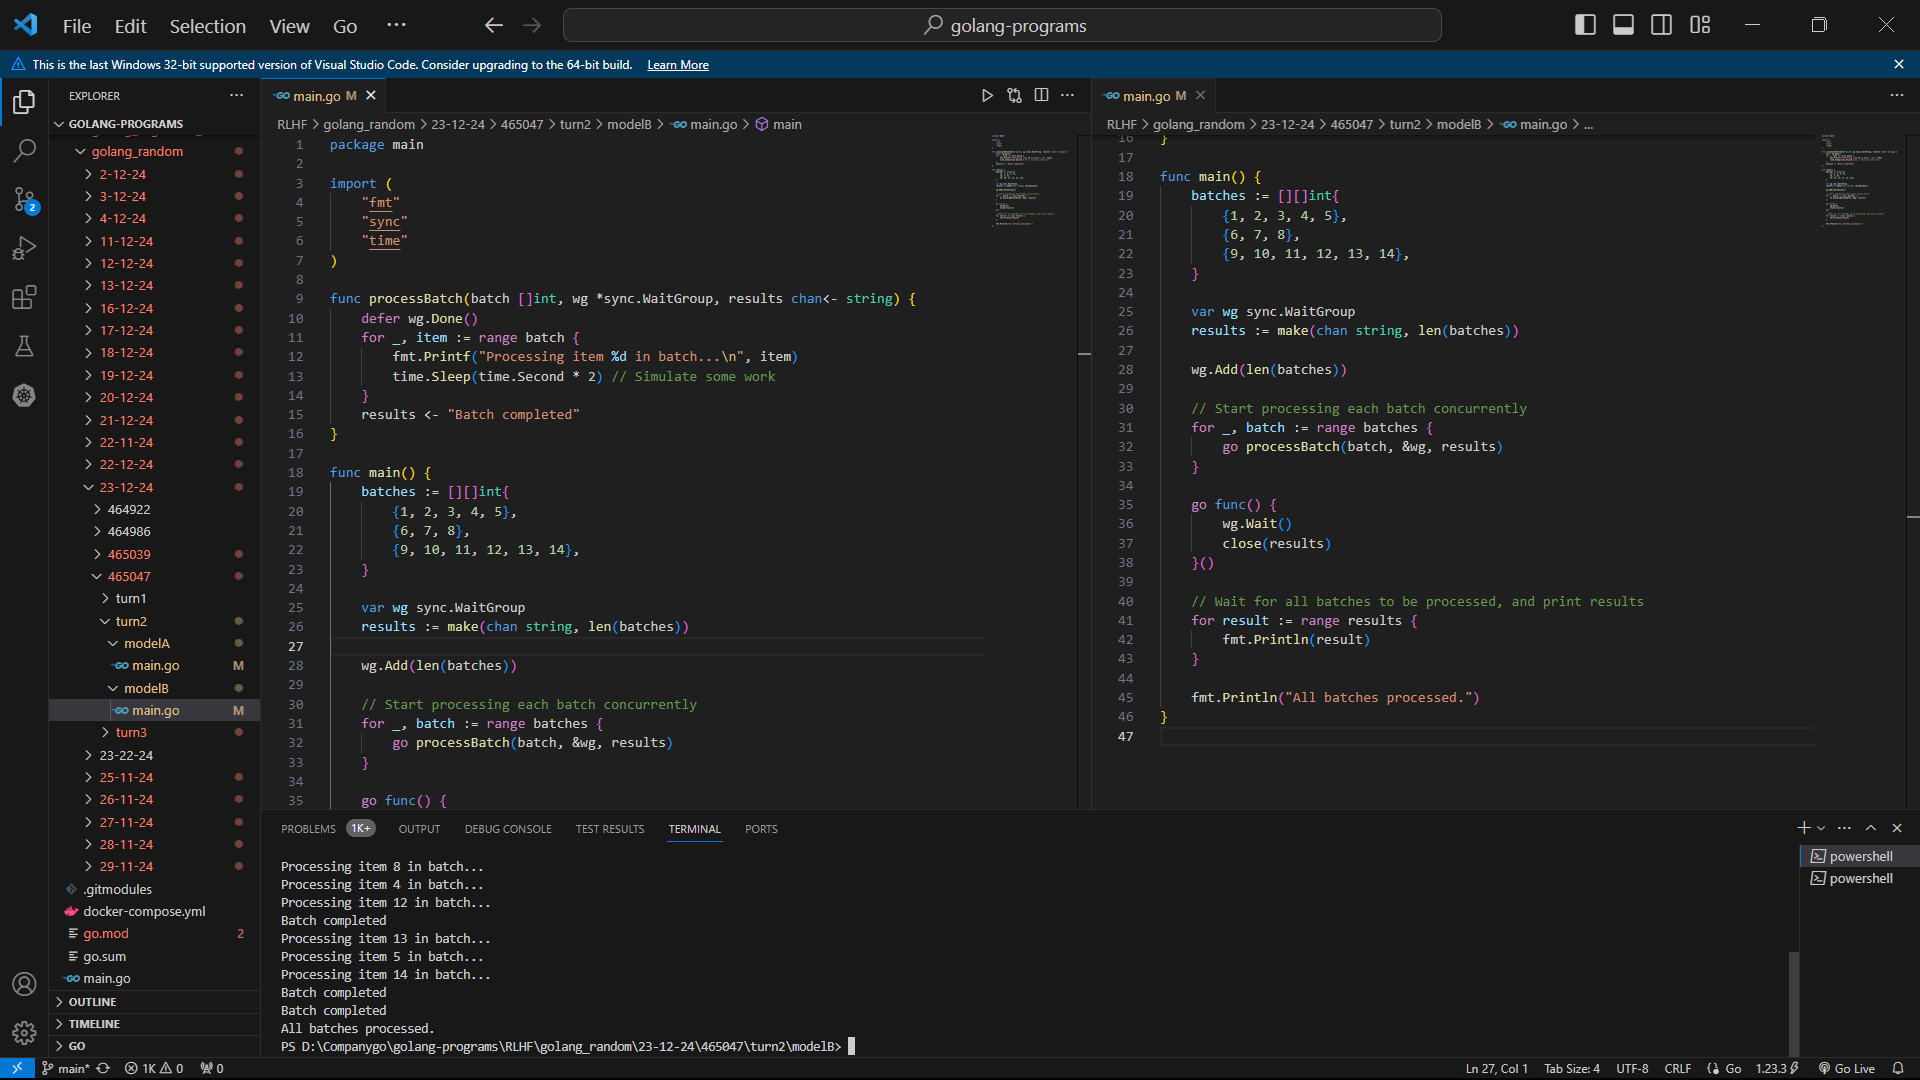 File Edit Selection View Go ··· golang-programs
This is the last Windows 32-bit supported version of Visual Studio Code. Consider upgrading to the 64-bit build. Learn More
EXPLORER
GOLANG-PROGRAMS
golang_random
2-12-24
3-12-24
4-12-24
11-12-24
12-12-24
13-12-24
16-12-24
17-12-24
18-12-24
19-12-24
20-12-24
21-12-24
22-11-24
22-12-24
23-12-24
464922
464986
465039
465047
turn1
turn2
modelA
main.go M
modelB
main.go M
turn3
23-22-24
25-11-24
26-11-24
27-11-24
28-11-24
29-11-24
.gitmodules
docker-compose.yml
go.mod 2
go.sum
main.go
OUTLINE
TIMELINE
GO
2
main.go M
RLHF > golang_random > 23-12-24 > 465047 > turn2 > modelB > main.go > main
1 package main
2
3 import (
4 "fmt"
5 "sync"
6 "time"
7 )
8
9 func processBatch(batch []int, wg *sync.WaitGroup, results chan<- string) {
10 defer wg.Done()
11 for _, item := range batch {
12 fmt.Printf("Processing item %d in batch...\n", item)
13 time.Sleep(time.Second * 2) // Simulate some work
14 }
15 results <- "Batch completed"
16 }
17
18 func main() {
19 batches := [][]int{
20 {1, 2, 3, 4, 5},
21 {6, 7, 8},
22 {9, 10, 11, 12, 13, 14},
23 }
24
25 var wg sync.WaitGroup
26 results := make(chan string, len(batches))
27
28 wg.Add(len(batches))
29
30 // Start processing each batch concurrently
31 for _, batch := range batches {
32 go processBatch(batch, &wg, results)
33 }
34
35 go func() {
main.go M
RLHF > golang_random > 23-12-24 > 465047 > turn2 > modelB > main.go > ...
16 }
17
18 func main() {
19 batches := [][]int{
20 {1, 2, 3, 4, 5},
21 {6, 7, 8},
22 {9, 10, 11, 12, 13, 14},
23 }
24
25 var wg sync.WaitGroup
26 results := make(chan string, len(batches))
27
28 wg.Add(len(batches))
29
30 // Start processing each batch concurrently
31 for _, batch := range batches {
32 go processBatch(batch, &wg, results)
33 }
34
35 go func() {
36 wg.Wait()
37 close(results)
38 }()
39
40 // Wait for all batches to be processed, and print results
41 for result := range results {
42 fmt.Println(result)
43 }
44
45 fmt.Println("All batches processed.")
46 }
47
PROBLEMS 1K+ OUTPUT DEBUG CONSOLE TEST RESULTS TERMINAL PORTS
Processing item 8 in batch...
Processing item 4 in batch...
Processing item 12 in batch...
Batch completed
Processing item 13 in batch...
Processing item 5 in batch...
Processing item 14 in batch...
Batch completed
Batch completed
All batches processed.
PS D:\Companygo\golang-programs\RLHF\golang_random\23-12-24\465047\turn2\modelB>
powershell
powershell
main* 1K 0 0 Ln 27, Col 1 Tab Size: 4 UTF-8 CRLF Go 1.23.3 Go Live